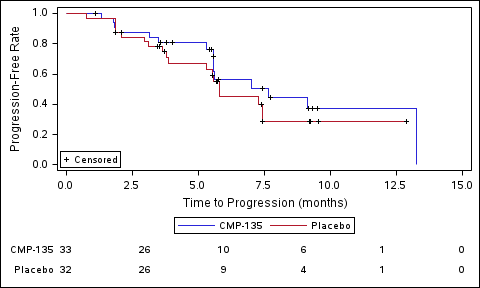 Progression-Free Rate
1.0
0.8
0.6
0.4
0.2
0.0
+ Censored
0.0 2.5 5.0 7.5 10.0 12.5 15.0
Time to Progression (months)
CMP-135 Placebo
CMP-135 33 26 10 6 1 0
Placebo 32 26 9 4 1 0